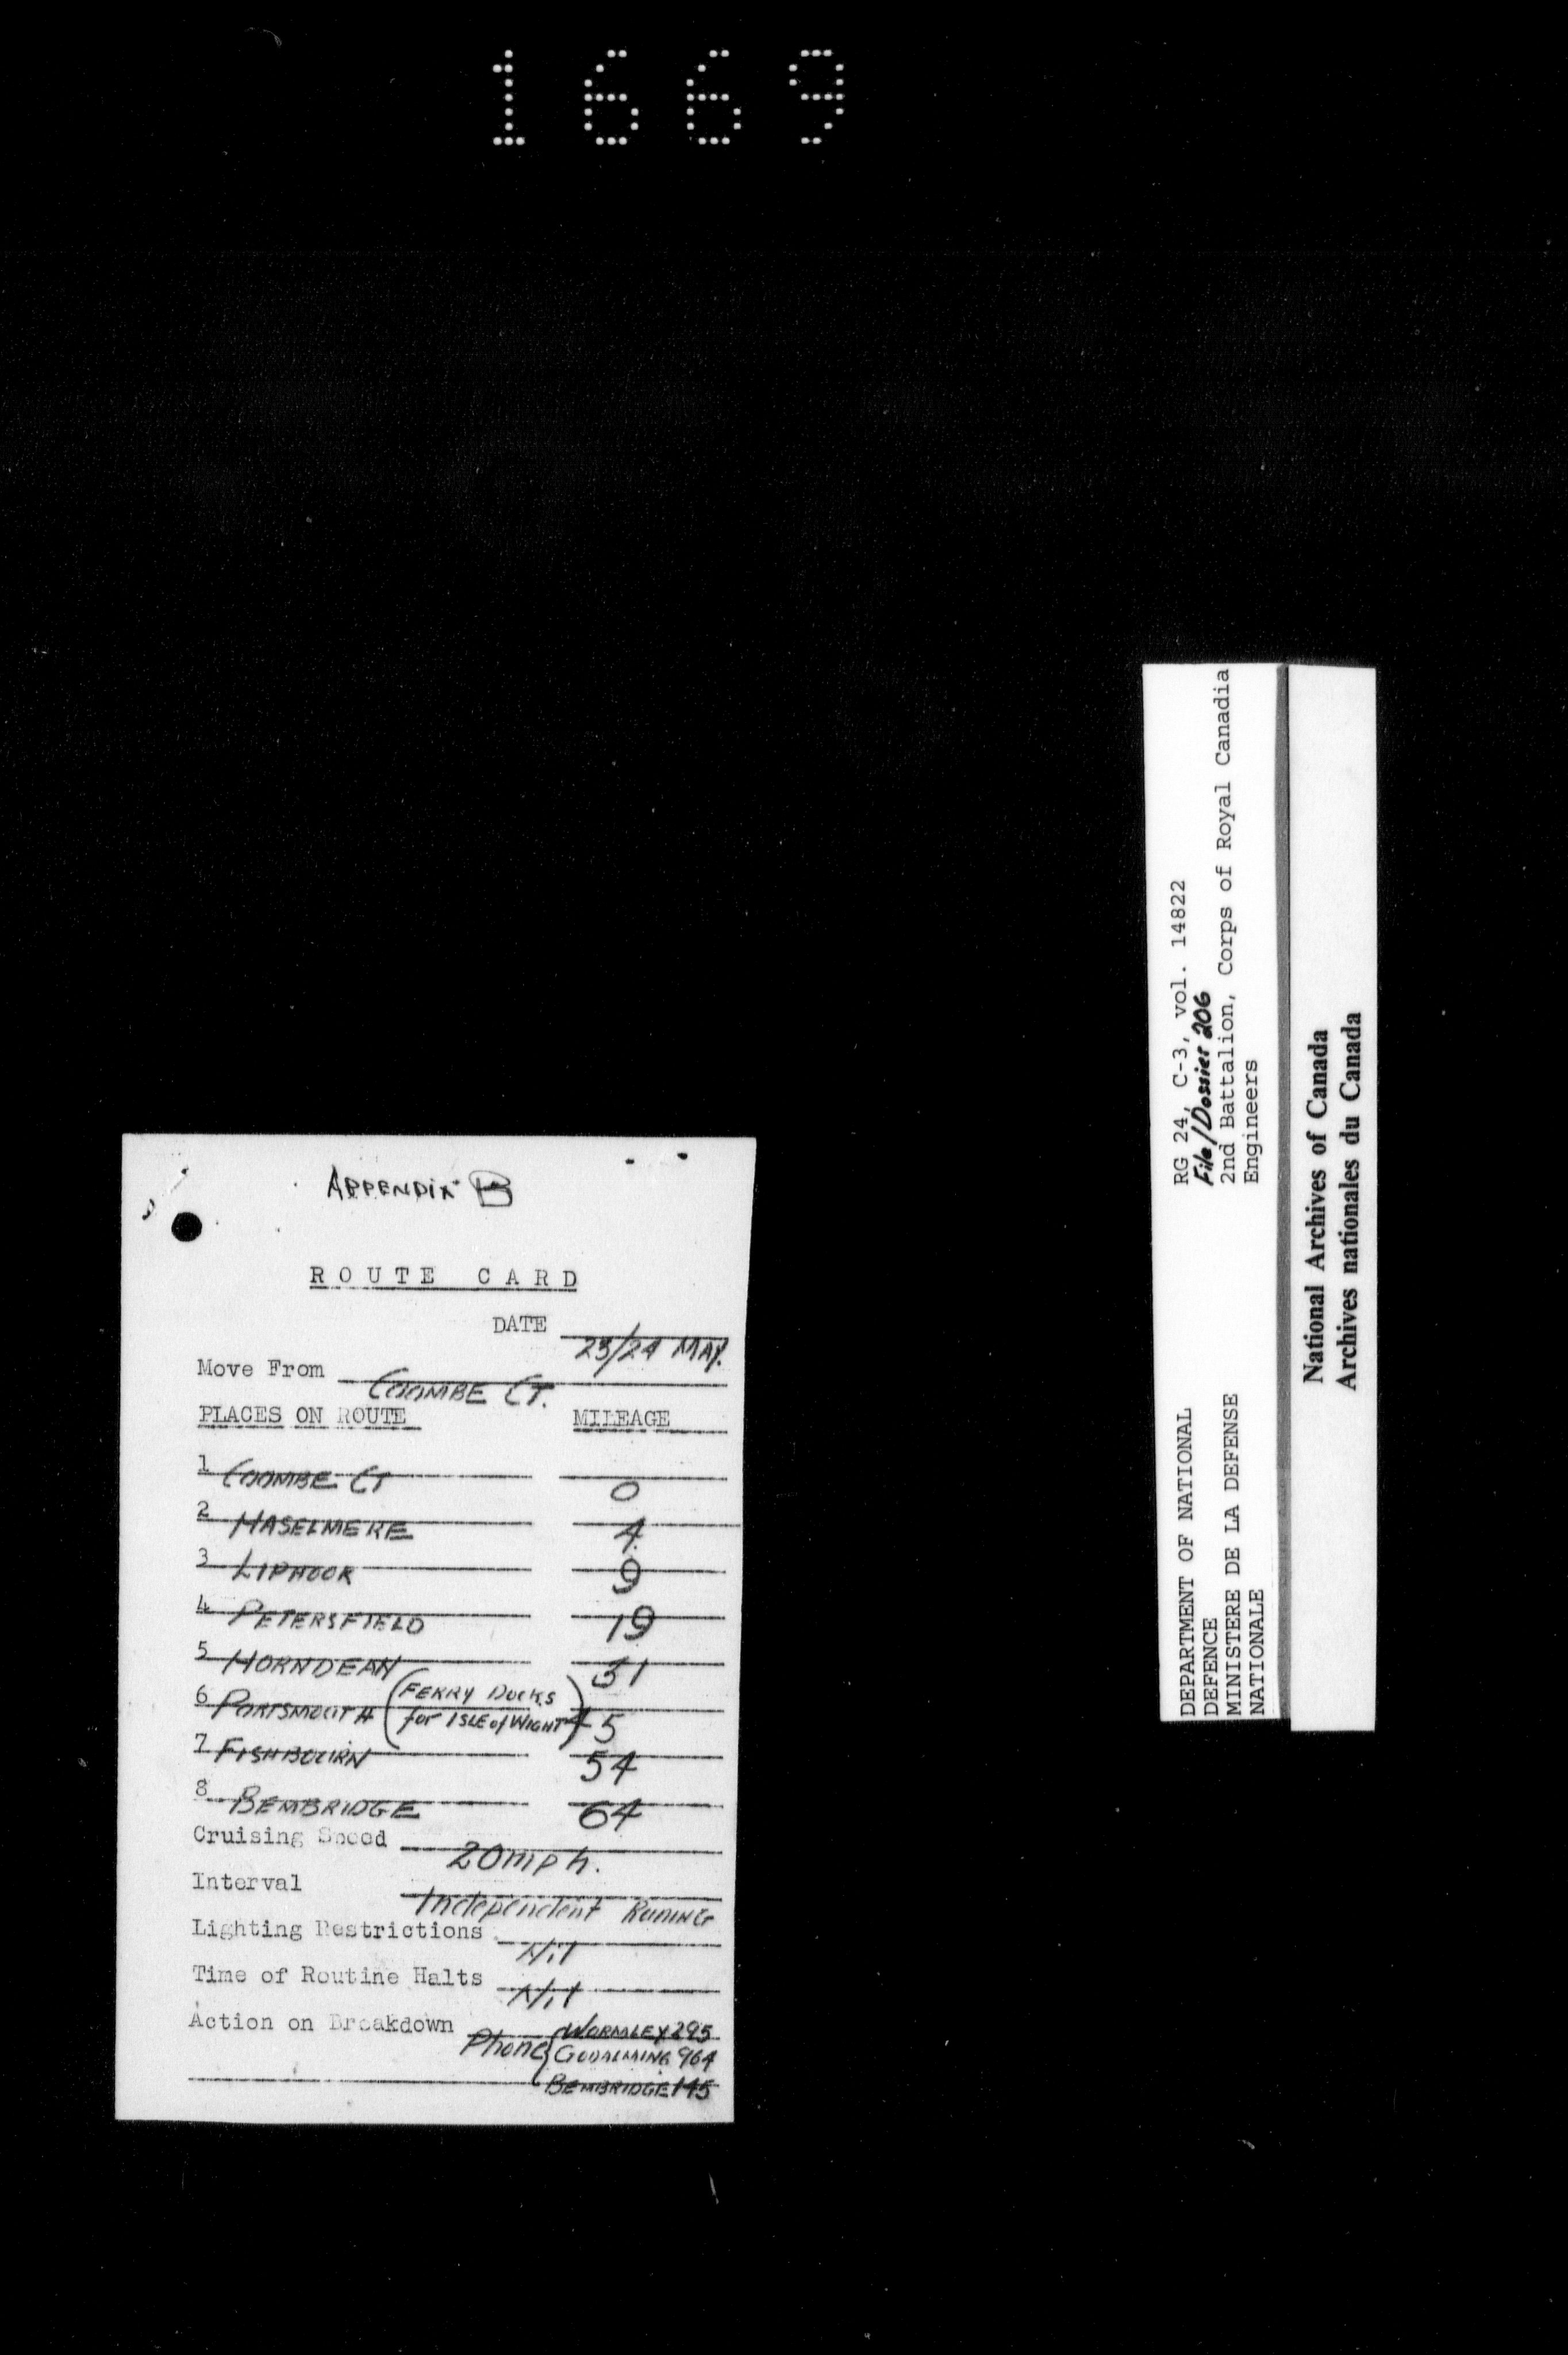 1669
APPENDIX B
ROUTE CARD
DATE 23/24 MAY.
Move From COOMBE CT.
PLACES ON ROUTE MILEAGE
1 COOMBE CT 0
2 HASELMERE 4
3 LIPHOOK 9
4 PETERSFIELD 19
5 HORNDEAN 31
6 PORTSMOUTH (FERRY DOCKS
for ISLE of WIGHT) 45
7 FISHBOURN 54
8 BEMBRIDGE 64
Cruising Speed 20 mph.
Interval Independent RUNING
Lighting Restrictions Nil
Time of Routine Halts Nil
Action on Breakdown Phone { WORMLEY 295
GODALMING 964
BEMBRIDGE 145
DEPARTMENT OF NATIONAL
DEFENCE
MINISTERE DE LA DEFENSE
NATIONALE
RG 24, C-3, vol. 14822
File/Dossier 206
2nd Battalion, Corps of Royal Canadia
Engineers
National Archives of Canada
Archives nationales du Canada